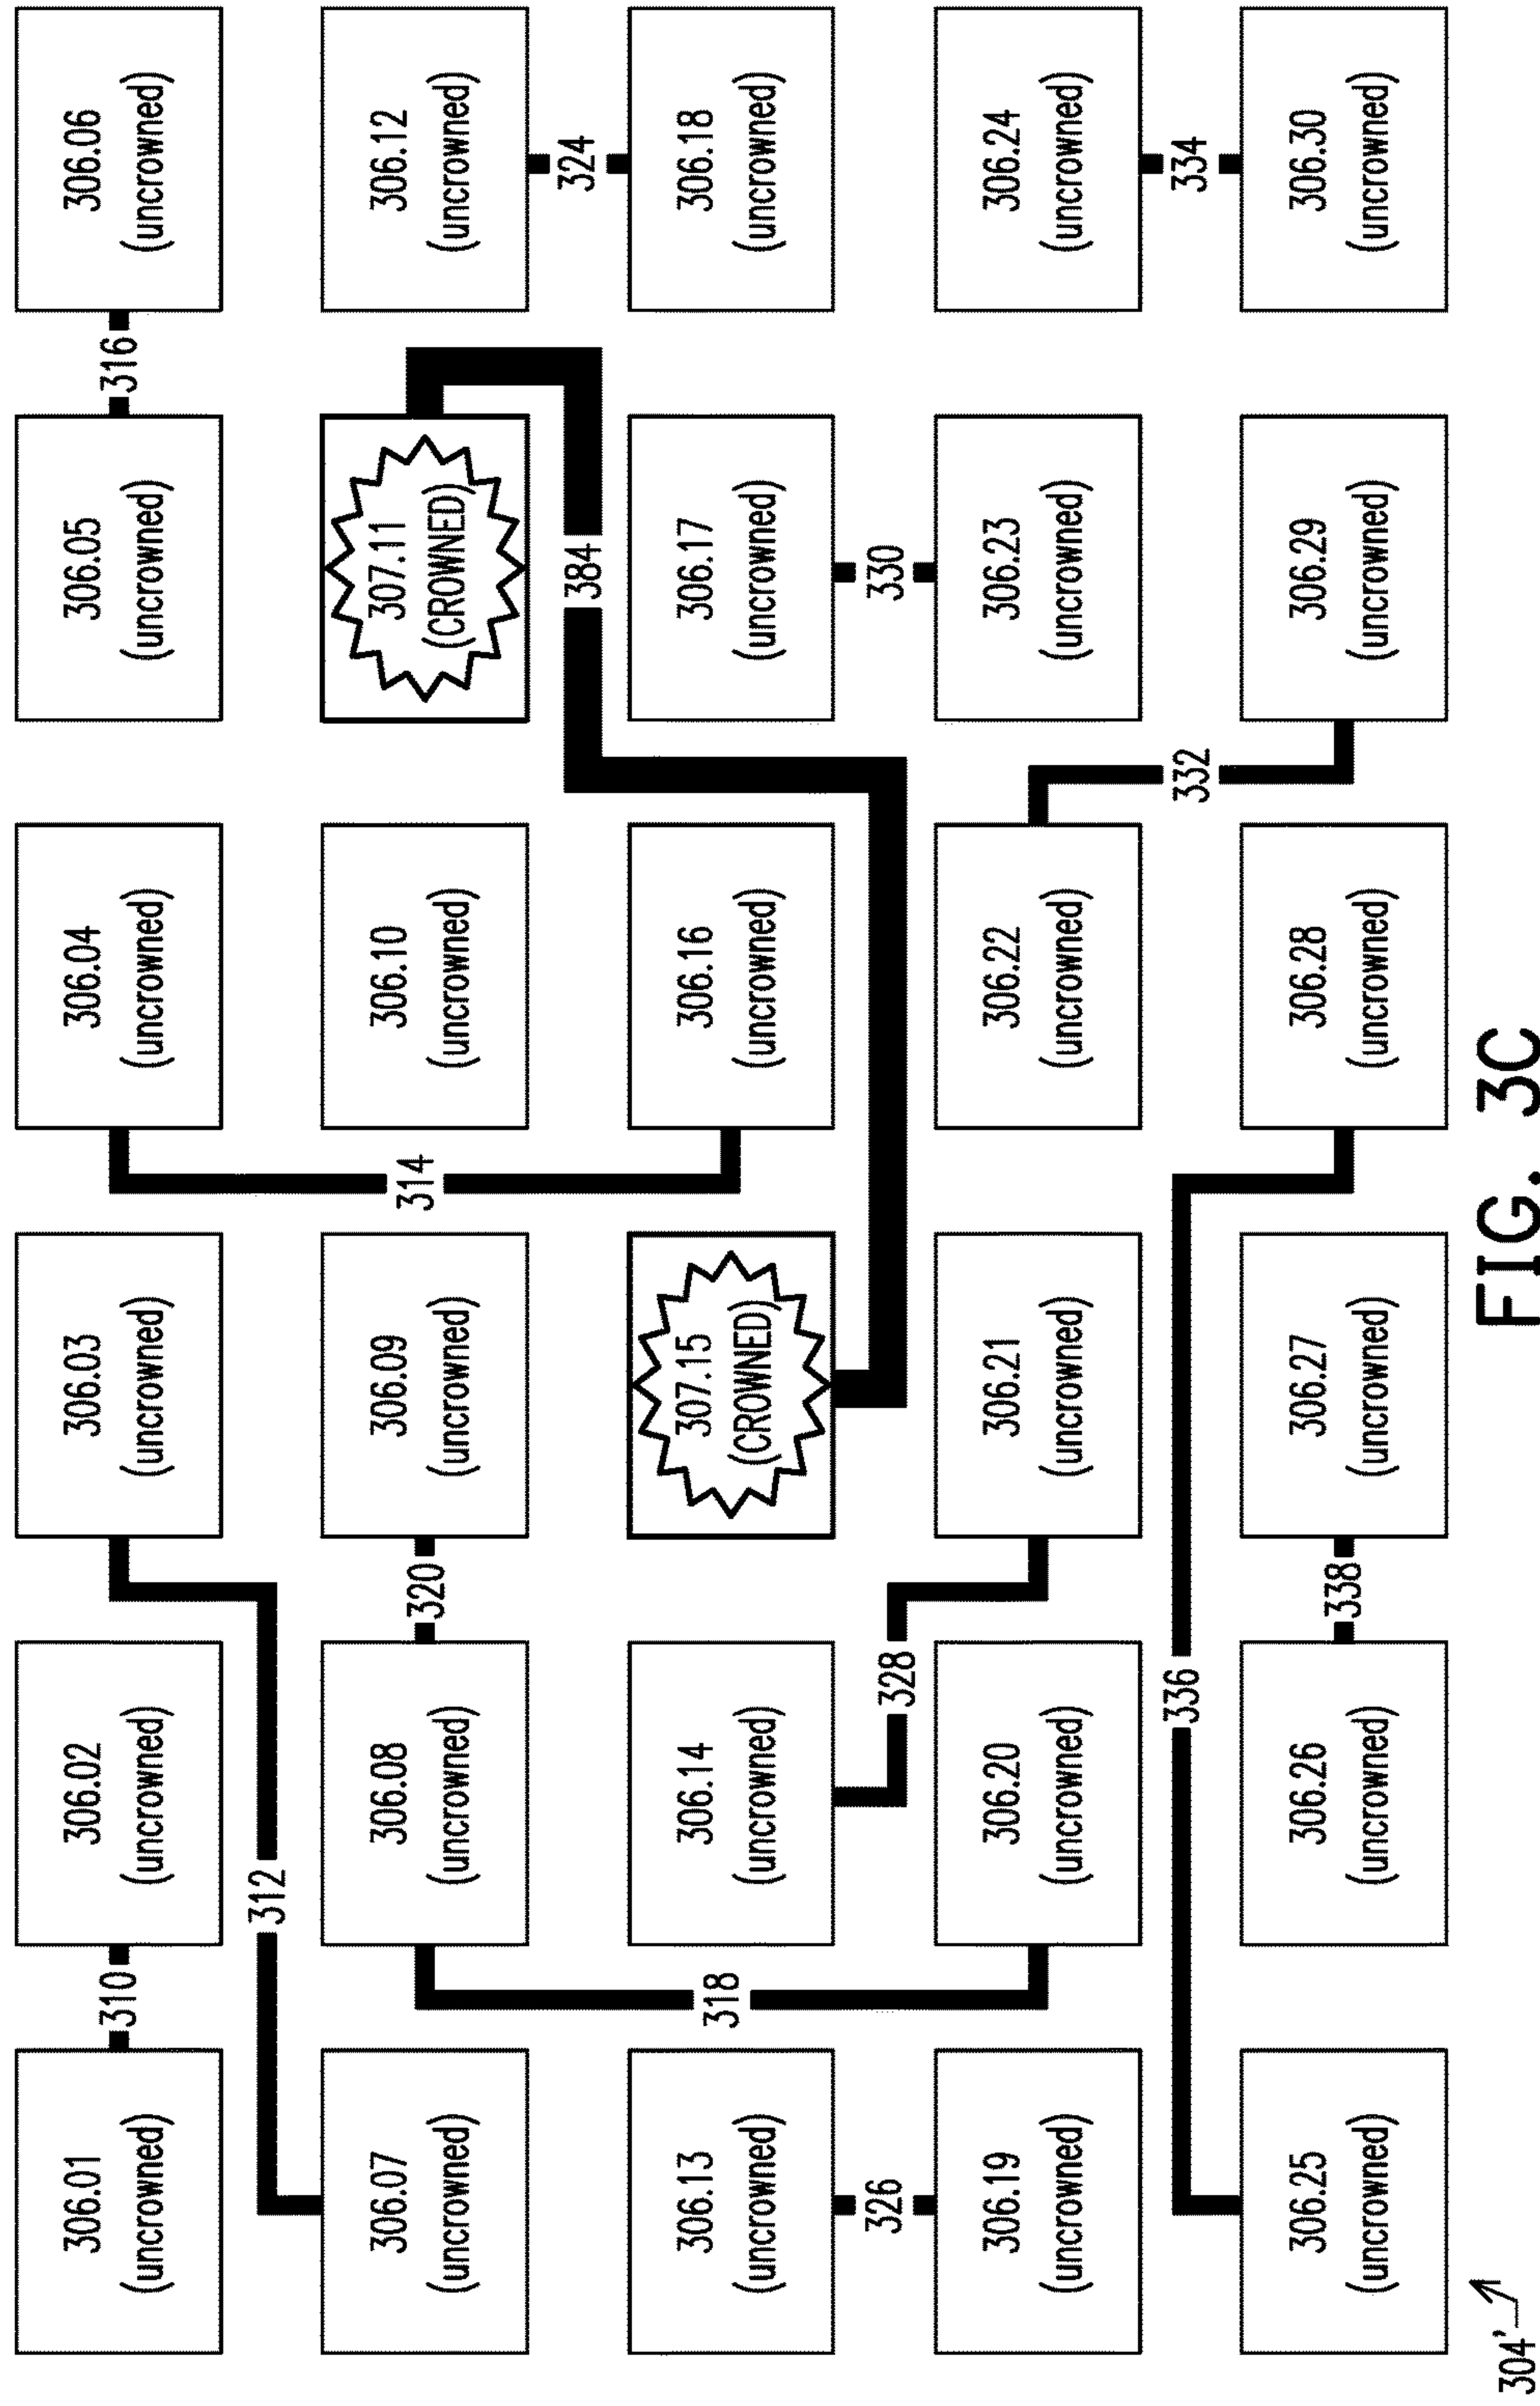 306.01
(uncrowned)
310
306.02
(uncrowned)
306.03
(uncrowned)
306.04
(uncrowned)
306.05
(uncrowned)
316
306.06
(uncrowned)
312
306.07
(uncrowned)
306.08
(uncrowned)
320
306.09
(uncrowned)
314
306.10
(uncrowned)
307.11
(CROWNED)
306.12
(uncrowned)
384
324
306.13
(uncrowned)
318
306.14
(uncrowned)
307.15
(CROWNED)
306.16
(uncrowned)
306.17
(uncrowned)
306.18
(uncrowned)
326
328
330
306.19
(uncrowned)
306.20
(uncrowned)
306.21
(uncrowned)
306.22
(uncrowned)
306.23
(uncrowned)
306.24
(uncrowned)
336
332
334
306.25
(uncrowned)
306.26
(uncrowned)
338
306.27
(uncrowned)
306.28
(uncrowned)
306.29
(uncrowned)
306.30
(uncrowned)
304'
FIG. 3C